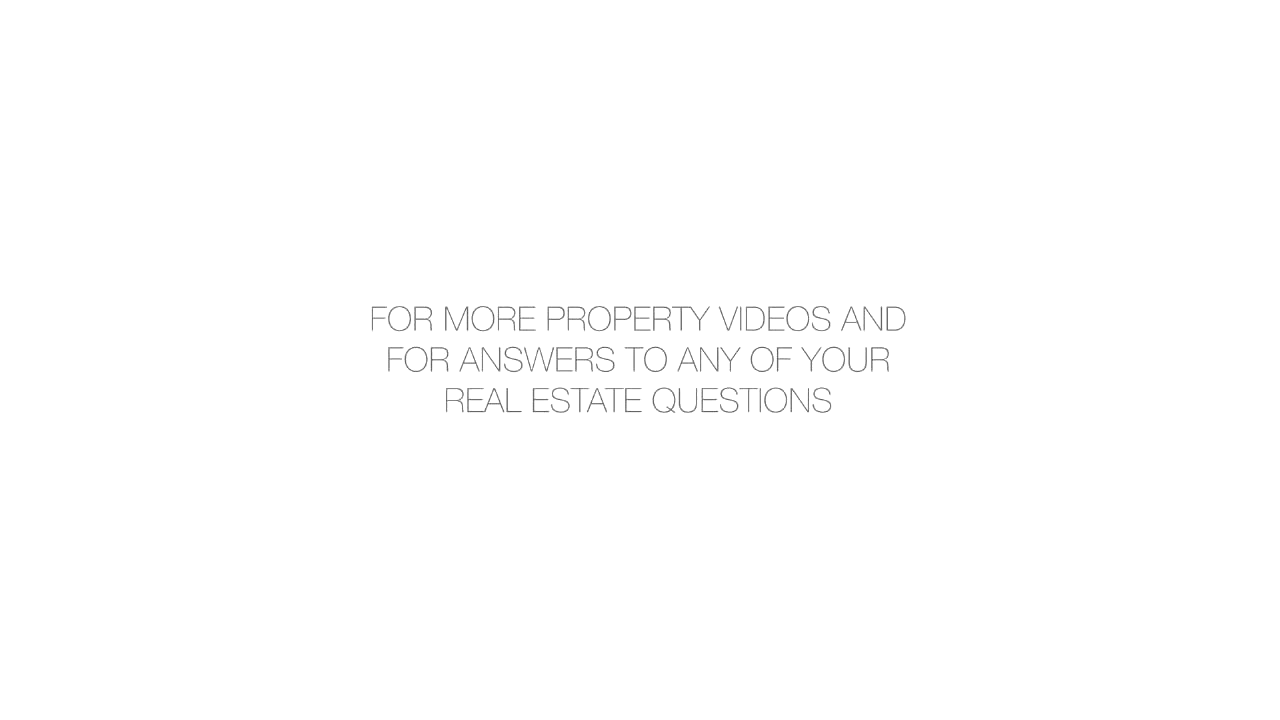 FOR MORE PROPERTY VIDEOS AND
FOR ANSWERS TO ANY OF YOUR
REAL ESTATE QUESTIONS